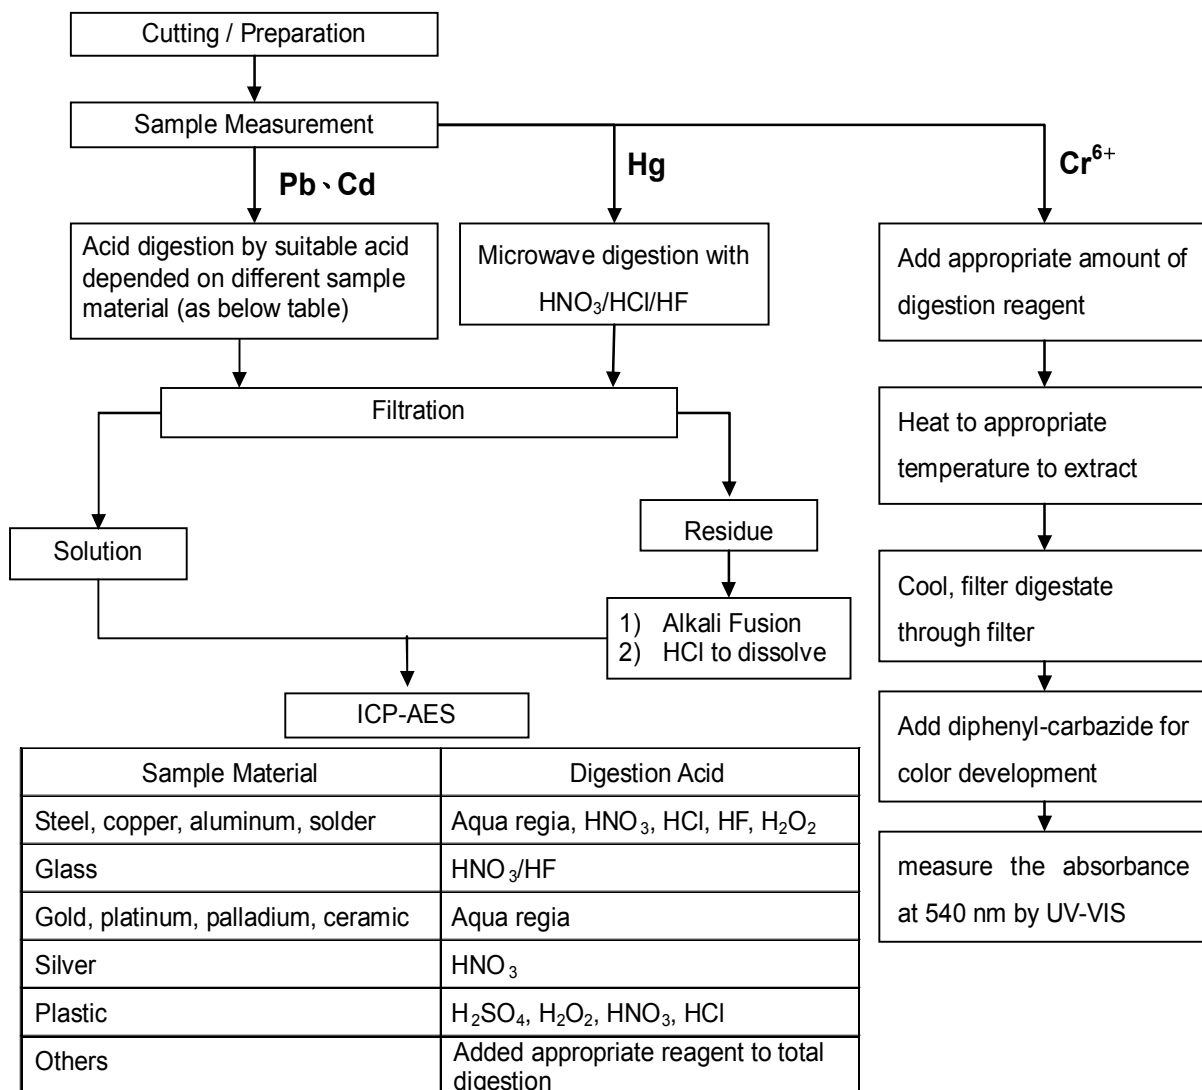 Cutting / Preparation
Sample Measurement
Pb、Cd
Hg
Cr⁶⁺
Acid digestion by suitable acid
depended on different sample
material (as below table)
Microwave digestion with
HNO₃/HCl/HF
Add appropriate amount of
digestion reagent
Filtration
Heat to appropriate
temperature to extract
Solution
Residue
Cool, filter digestate
through filter
1) Alkali Fusion
2) HCl to dissolve
ICP-AES
Add diphenyl-carbazide for
color development
measure the absorbance
at 540 nm by UV-VIS
Sample Material Digestion Acid
Steel, copper, aluminum, solder Aqua regia, HNO₃, HCl, HF, H₂O₂
Glass HNO₃/HF
Gold, platinum, palladium, ceramic Aqua regia
Silver HNO₃
Plastic H₂SO₄, H₂O₂, HNO₃, HCl
Others Added appropriate reagent to total
digestion